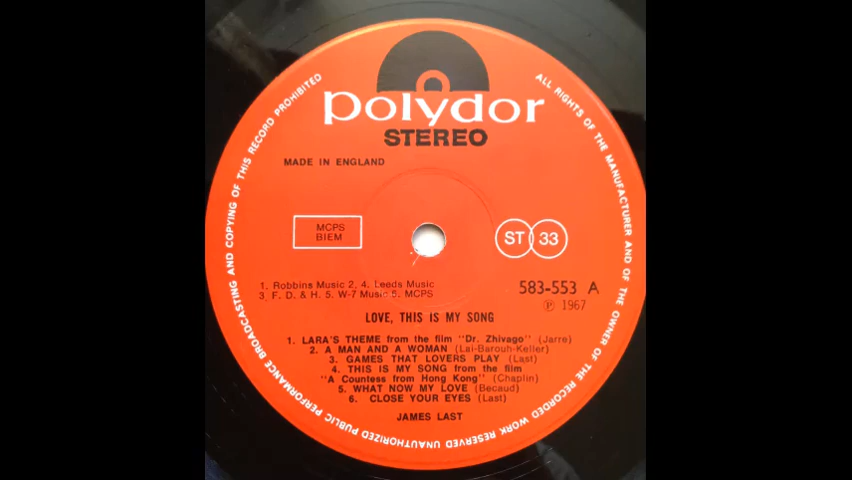 polydor
STEREO
MADE IN ENGLAND
MCPS
BIEM
ST 33
1. Robbins Music 2, 4. Leeds Music
3. F. D. & H. 5. W-7 Music 5. MCPS
583-553 A
Ⓟ 1967
LOVE, THIS IS MY SONG
1. LARA'S THEME from the film "Dr. Zhivago" (Jarre)
2. A MAN AND A WOMAN (Lai-Barouh-Keller)
3. GAMES THAT LOVERS PLAY (Last)
4. THIS IS MY SONG from the film
"A Countess from Hong Kong" (Chaplin)
5. WHAT NOW MY LOVE (Becaud)
6. CLOSE YOUR EYES (Last)
JAMES LAST
ALL RIGHTS OF THE MANUFACTURER AND OF THE OWNER OF THE RECORDED WORK RESERVED UNAUTHORIZED PUBLIC PERFORMANCE BROADCASTING AND COPYING OF THIS RECORD PROHIBITED